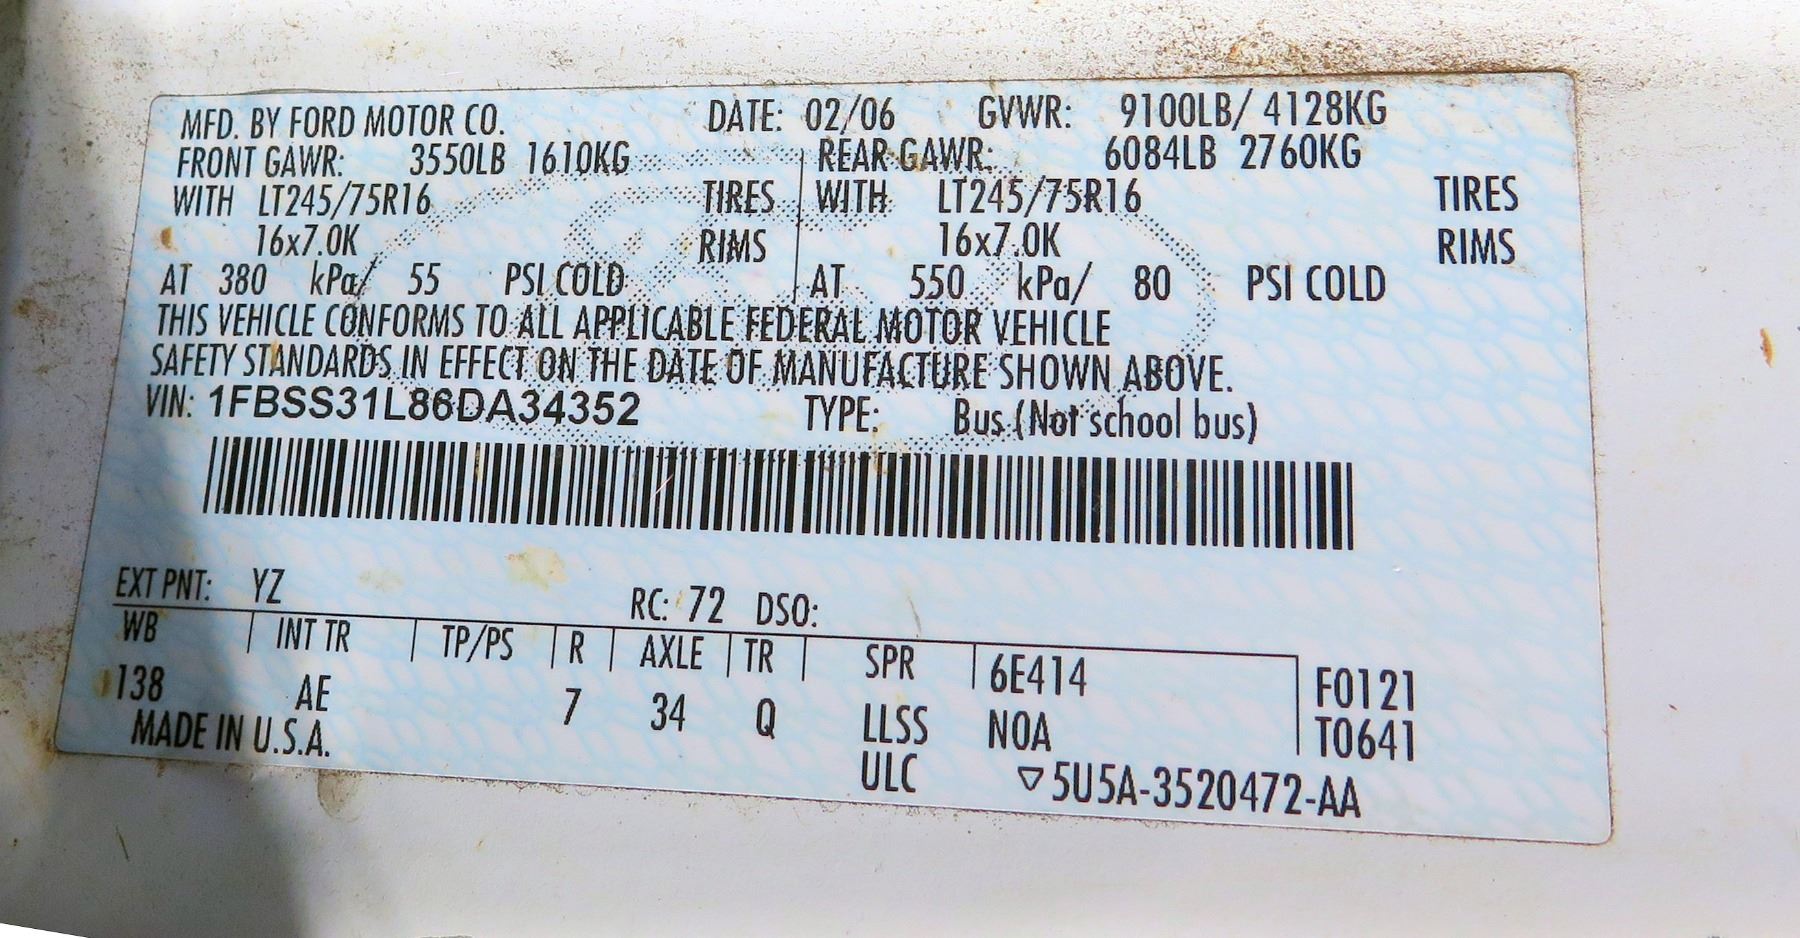 MFD. BY FORD MOTOR CO. DATE: 02/06 GVWR: 9100LB/ 4128KG
FRONT GAWR: 3550LB 1610KG REAR GAWR: 6084LB 2760KG
WITH LT245/75R16 TIRES WITH LT245/75R16 TIRES
16x7.0K RIMS 16x7.0K RIMS
AT 380 kPa/ 55 PSI COLD AT 550 kPa/ 80 PSI COLD
THIS VEHICLE CONFORMS TO ALL APPLICABLE FEDERAL MOTOR VEHICLE
SAFETY STANDARDS IN EFFECT ON THE DATE OF MANUFACTURE SHOWN ABOVE.
VIN: 1FBSS31L86DA34352 TYPE: Bus (Not school bus)
EXT PNT: YZ RC: 72 DSO:
WB INT TR TP/PS R AXLE TR SPR 6E414 F0121
138 AE 7 34 Q LLSS NOA T0641
MADE IN U.S.A. ULC ▽5U5A-3520472-AA